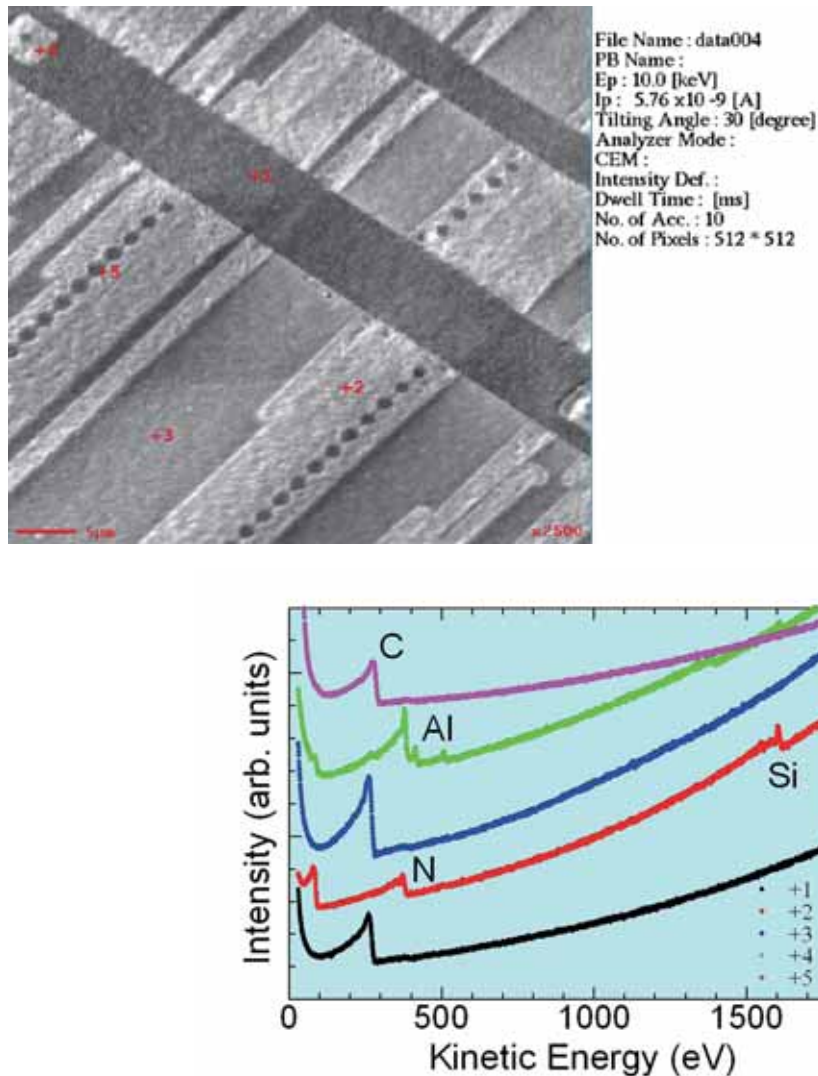 File Name : data004
PB Name :
Ep : 10.0 [keV]
Ip : 5.76 x10 -9 [A]
Tilting Angle : 30 [degree]
Analyzer Mode :
CEM :
Intensity Def. :
Dwell Time : [ms]
No. of Acc. : 10
No. of Pixels : 512 * 512
+4
+1
+5
+2
+3
5µm
x2500
C
Al
Si
N
+1
+2
+3
+4
+5
Intensity (arb. units)
0 500 1000 1500
Kinetic Energy (eV)